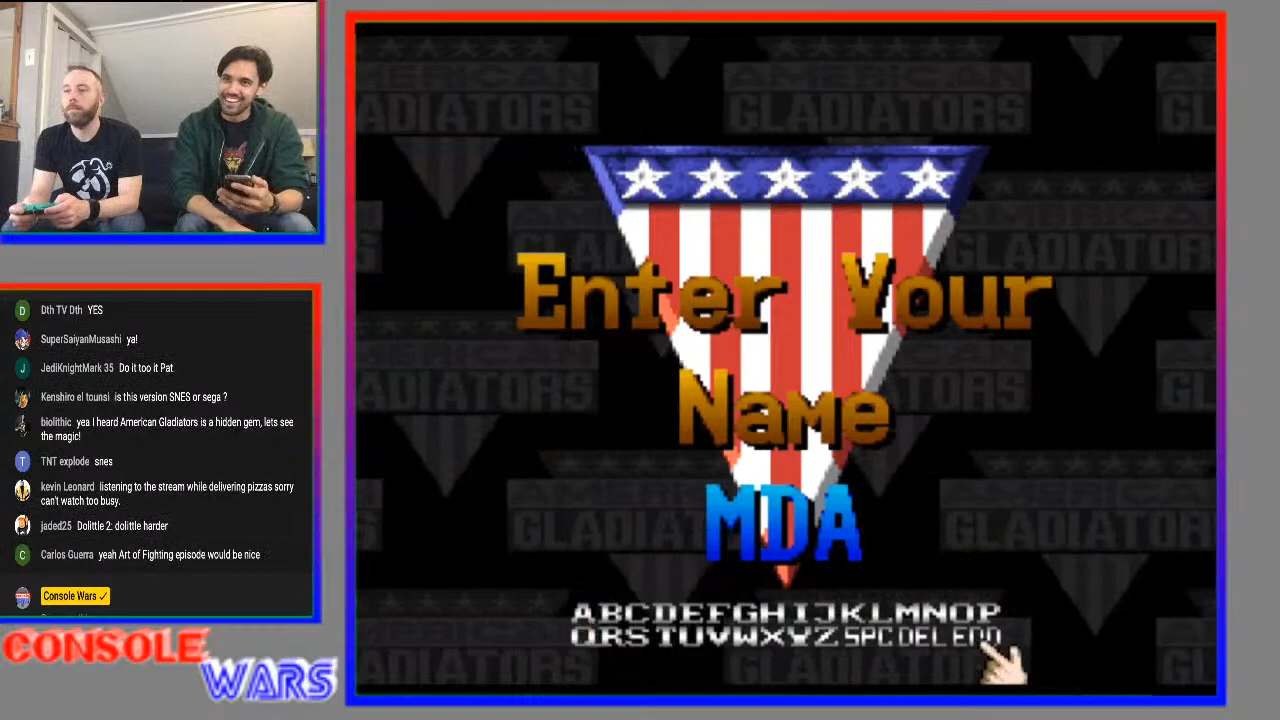 Dth TV Dth YES
SuperSaiyanMusashi ya!
JediKnightMark 35 Do it too it Pat
Kenshiro el tounsi is this version SNES or sega ?
biolithic yea I heard American Gladiators is a hidden gem, lets see
the magic!
TNT explode snes
kevin Leonard listening to the stream while delivering pizzas sorry
can't watch too busy.
jaded25 Dolittle 2: dolittle harder
Carlos Guerra yeah Art of Fighting episode would be nice
Console Wars ✓
CONSOLE
WARS
AMERICAN
GLADIATORS
Enter Your
Name
MDA
ABCDEFGHIJKLMNOP
QRSTUVWXYZ SPC DEL END